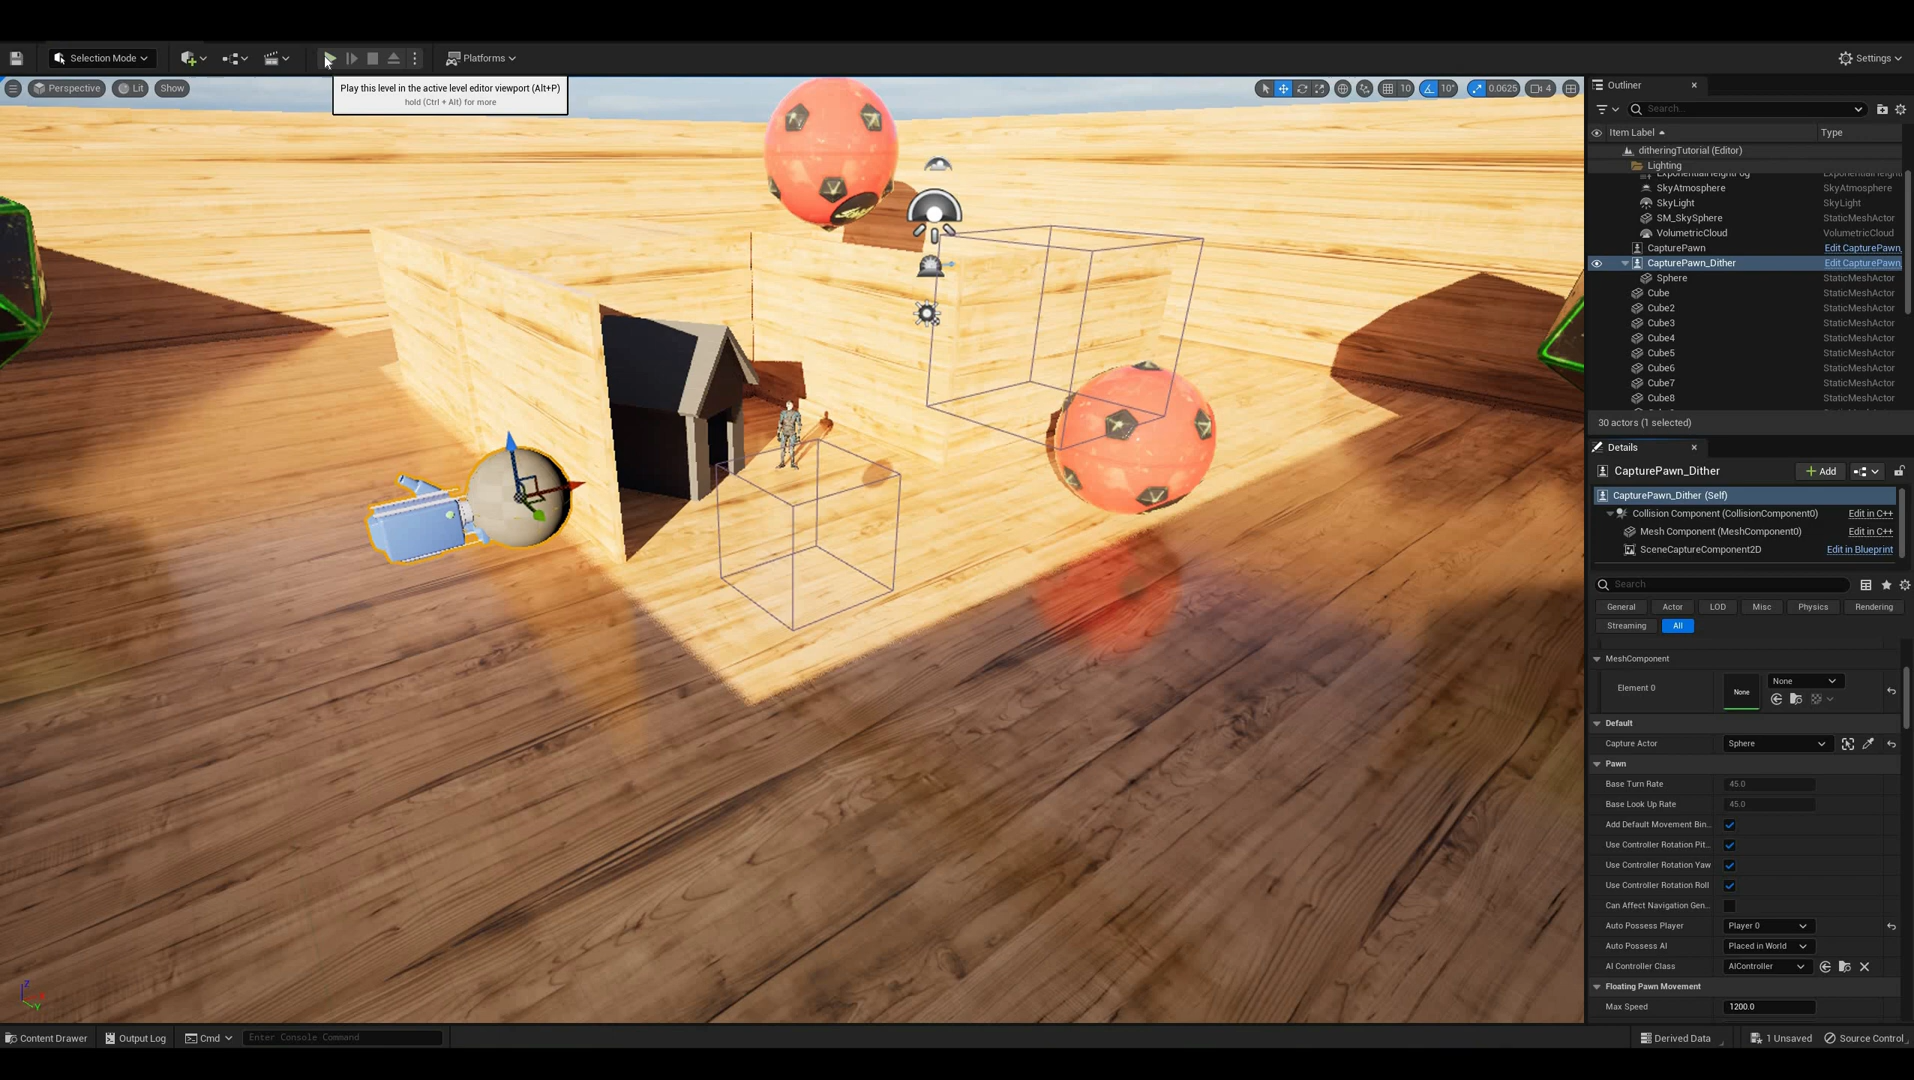 Selection Mode
Platforms
Settings
Perspective
Lit
Show
Play this level in the active level editor viewport (Alt+P)
hold (Ctrl + Alt) for more
10
10°
0.0625
4
Outliner
Search...
Item Label
Type
ditheringTutorial (Editor)
Lighting
SkyAtmosphere
SkyAtmosphere
SkyLight
SkyLight
SM_SkySphere
StaticMeshActor
VolumetricCloud
VolumetricCloud
CapturePawn
Edit CapturePawn_
CapturePawn_Dither
Edit CapturePawn_
Sphere
StaticMeshActor
Cube
StaticMeshActor
Cube2
StaticMeshActor
Cube3
StaticMeshActor
Cube4
StaticMeshActor
Cube5
StaticMeshActor
Cube6
StaticMeshActor
Cube7
StaticMeshActor
Cube8
StaticMeshActor
30 actors (1 selected)
Details
CapturePawn_Dither
Add
CapturePawn_Dither (Self)
Collision Component (CollisionComponent0)
Edit in C++
Mesh Component (MeshComponent0)
Edit in C++
SceneCaptureComponent2D
Edit in Blueprint
Search
General
Actor
LOD
Misc
Physics
Rendering
Streaming
All
MeshComponent
Element 0
None
None
Default
Capture Actor
Sphere
Pawn
Base Turn Rate
45.0
Base Look Up Rate
45.0
Add Default Movement Bin...
Use Controller Rotation Pit...
Use Controller Rotation Yaw
Use Controller Rotation Roll
Can Affect Navigation Gen...
Auto Possess Player
Player 0
Auto Possess AI
Placed in World
AI Controller Class
AIController
Floating Pawn Movement
Max Speed
1200.0
Content Drawer
Output Log
Cmd
Enter Console Command
Derived Data
1 Unsaved
Source Control